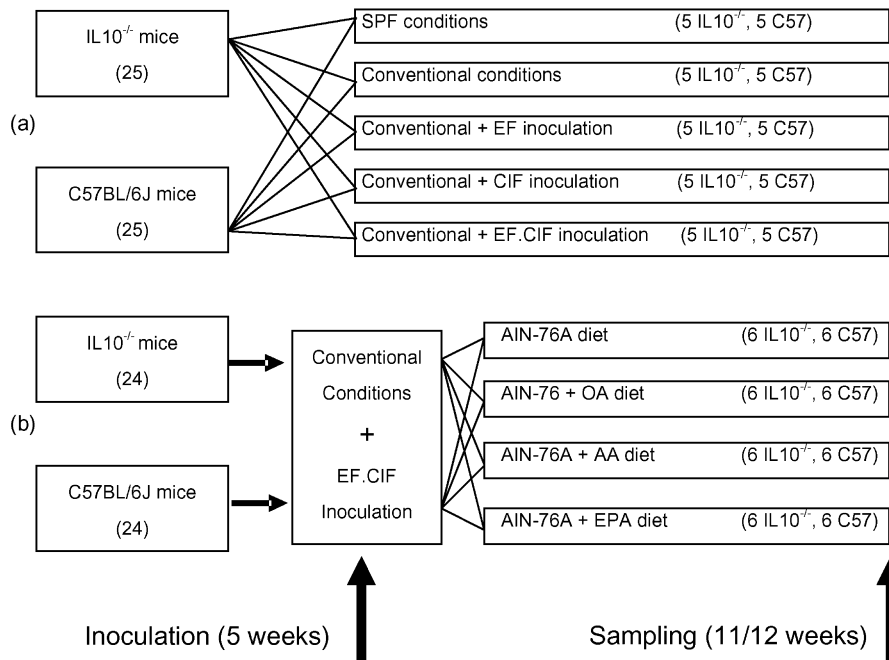 IL10-/- mice
(25)
(a)
C57BL/6J mice
(25)
SPF conditions (5 IL10-/-, 5 C57)
Conventional conditions (5 IL10-/-, 5 C57)
Conventional + EF inoculation (5 IL10-/-, 5 C57)
Conventional + CIF inoculation (5 IL10-/-, 5 C57)
Conventional + EF.CIF inoculation (5 IL10-/-, 5 C57)
IL10-/- mice
(24)
(b)
C57BL/6J mice
(24)
Conventional
Conditions
+
EF.CIF
Inoculation
AIN-76A diet (6 IL10-/-, 6 C57)
AIN-76 + OA diet (6 IL10-/-, 6 C57)
AIN-76A + AA diet (6 IL10-/-, 6 C57)
AIN-76A + EPA diet (6 IL10-/-, 6 C57)
Inoculation (5 weeks)
Sampling (11/12 weeks)